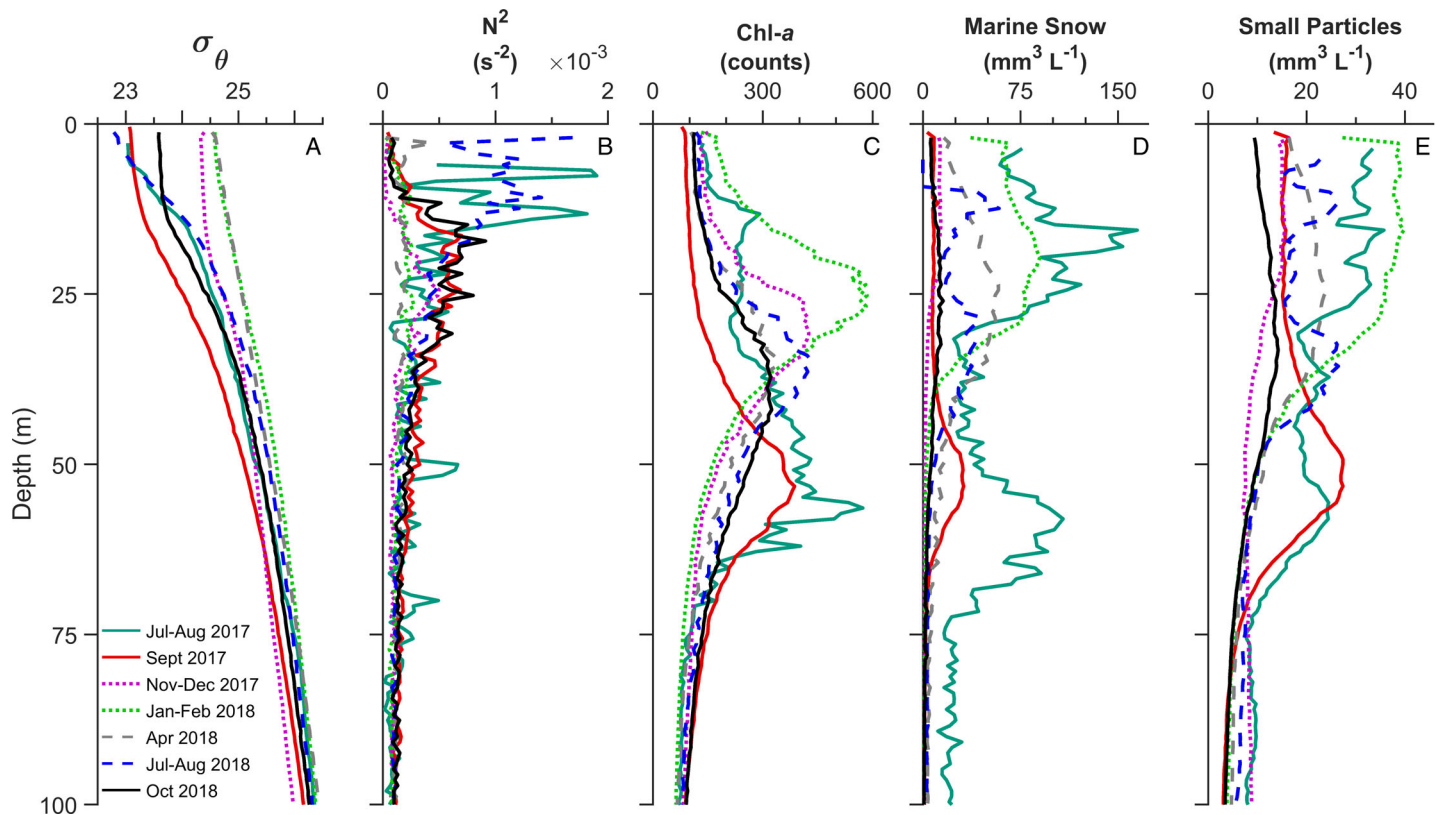 σθ
23 25
A
N2
(s-2) ×10-3
0 1 2
B
Chl-a
(counts)
0 300 600
C
Marine Snow
(mm3 L-1)
0 75 150
D
Small Particles
(mm3 L-1)
0 20 40
E
Depth (m)
0
25
50
75
100
Jul-Aug 2017
Sept 2017
Nov-Dec 2017
Jan-Feb 2018
Apr 2018
Jul-Aug 2018
Oct 2018